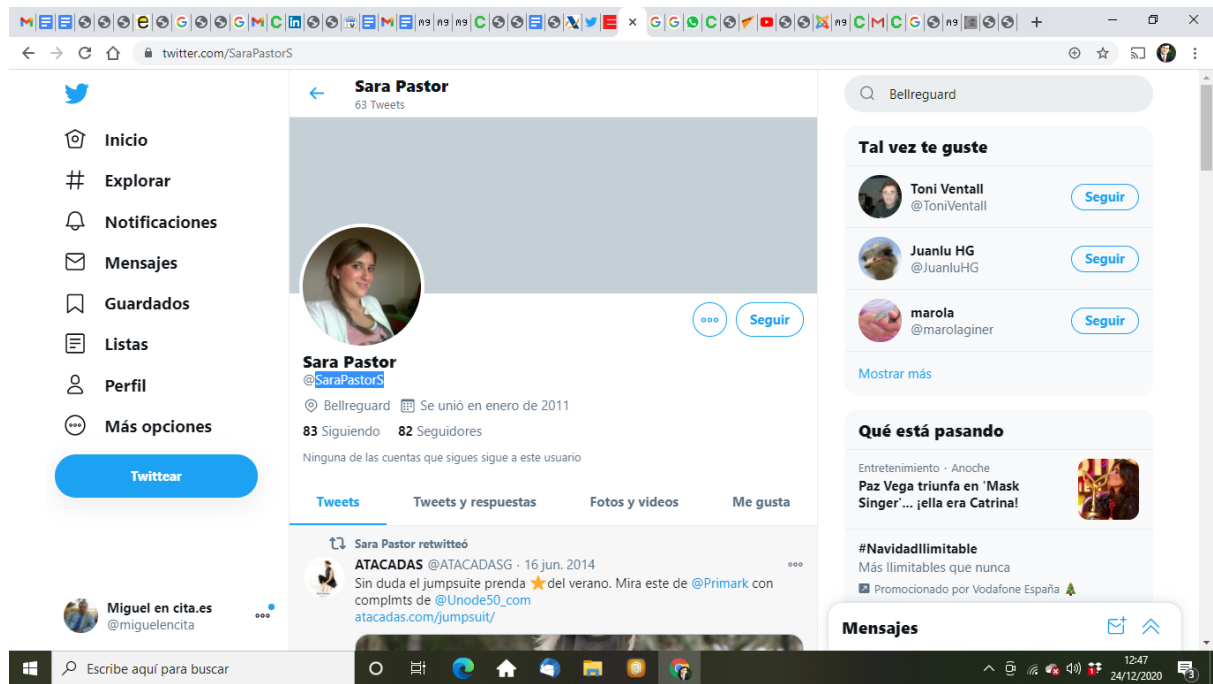 twitter.com/SaraPastorS
Sara Pastor
63 Tweets
Bellreguard
Inicio
Explorar
Notificaciones
Mensajes
Guardados
Listas
Perfil
Más opciones
Twittear
Miguel en cita.es
@miguelencita
Seguir
Sara Pastor
@SaraPastorS
Bellreguard Se unió en enero de 2011
83 Siguiendo 82 Seguidores
Ninguna de las cuentas que sigues sigue a este usuario
Tweets Tweets y respuestas Fotos y videos Me gusta
Sara Pastor retwitteó
ATACADAS @ATACADASG · 16 jun. 2014
Sin duda el jumpsuite prenda ⭐del verano. Mira este de @Primark con
complmts de @Unode50_com
atacadas.com/jumpsuit/
Tal vez te guste
Toni Ventall
@ToniVentall
Seguir
Juanlu HG
@JuanluHG
Seguir
marola
@marolaginer
Seguir
Mostrar más
Qué está pasando
Entretenimiento · Anoche
Paz Vega triunfa en 'Mask
Singer'... ¡ella era Catrina!
#NavidadIlimitable
Más Ilimitables que nunca
Promocionado por Vodafone España 🎄
Mensajes
Escribe aquí para buscar
12:47
24/12/2020
3